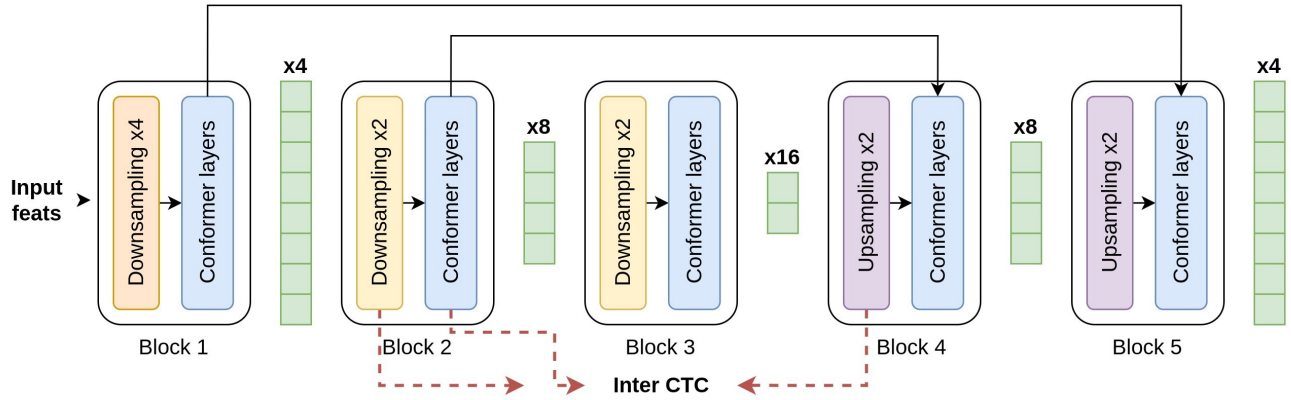 Input
feats
Downsampling x4
Conformer layers
Block 1
x4
Downsampling x2
Conformer layers
Block 2
x8
Downsampling x2
Conformer layers
Block 3
x16
Upsampling x2
Conformer layers
Block 4
x8
Upsampling x2
Conformer layers
Block 5
x4
Inter CTC